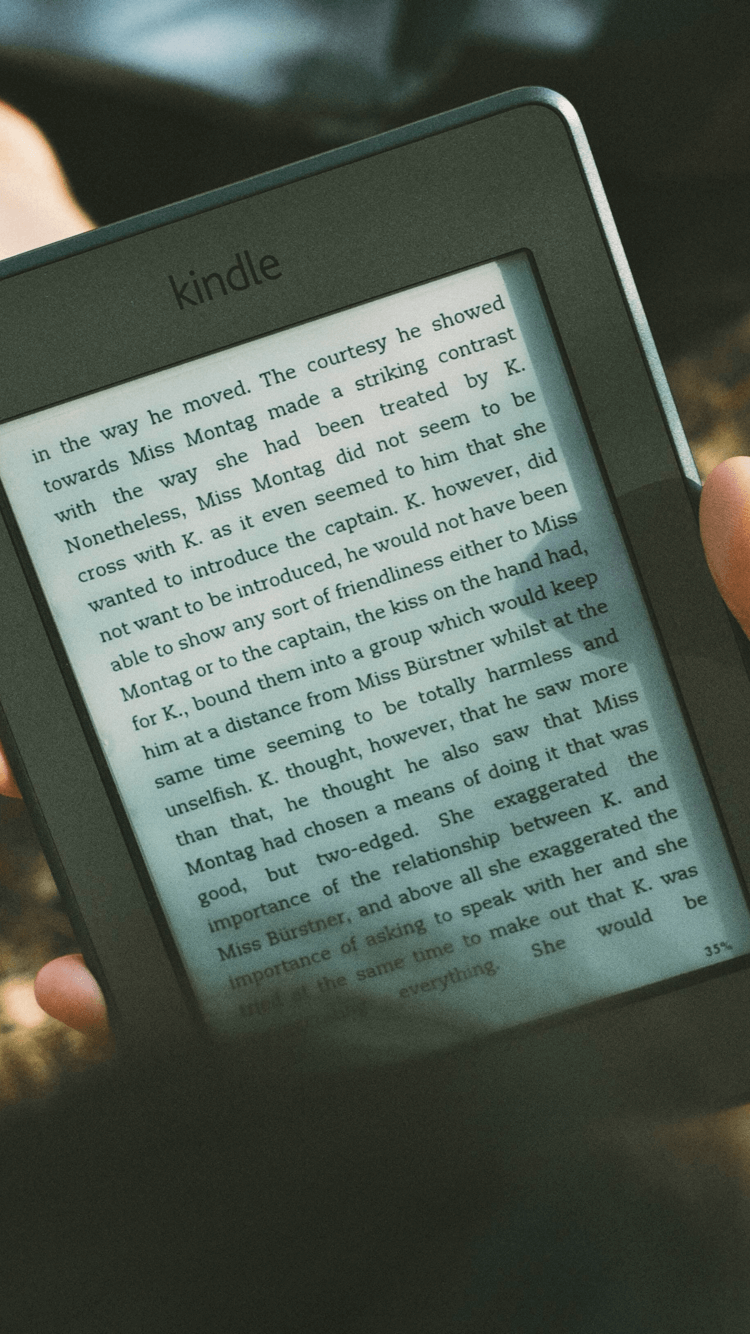 kindle
in the way he moved. The courtesy he showed
towards Miss Montag made a striking contrast
with the way she had been treated by K.
Nonetheless, Miss Montag did not seem to be
cross with K. as it even seemed to him that she
wanted to introduce the captain. K. however, did
not want to be introduced, he would not have been
able to show any sort of friendliness either to Miss
Montag or to the captain, the kiss on the hand had,
for K., bound them into a group which would keep
him at a distance from Miss Bürstner whilst at the
same time seeming to be totally harmless and
unselfish. K. thought, however, that he saw more
than that, he thought he also saw that Miss
Montag had chosen a means of doing it that was
good, but two-edged. She exaggerated the
importance of the relationship between K. and
Miss Bürstner, and above all she exaggerated the
importance of asking to speak with her and she
tried at the same time to make out that K. was
everything. She would be
35%